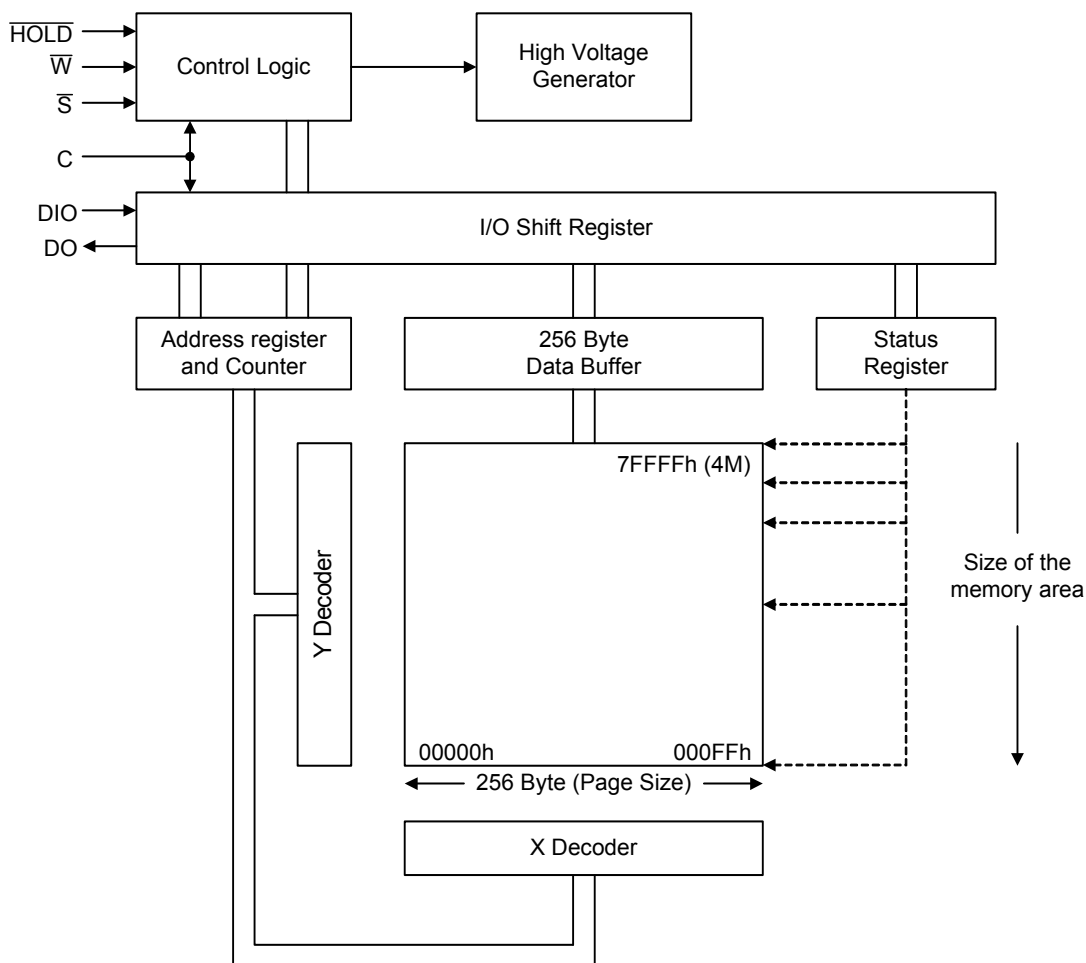 HOLD
W
S
C
DIO
DO
Control Logic
High Voltage
Generator
I/O Shift Register
Address register
and Counter
256 Byte
Data Buffer
Status
Register
7FFFFh (4M)
Y Decoder
Size of the
memory area
00000h
000FFh
256 Byte (Page Size)
X Decoder